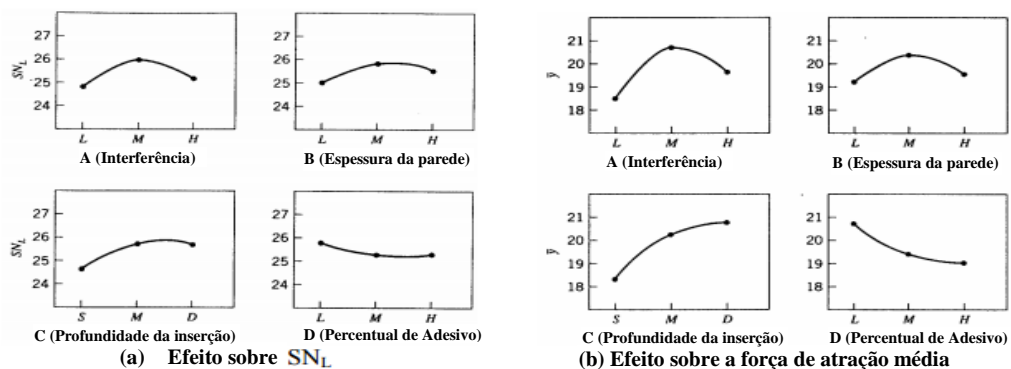 27
26
25
24
SN_L
L M H
A (Interferência)
27
26
25
24
L M H
B (Espessura da parede)
27
26
25
24
SN_L
S M D
C (Profundidade da inserção)
27
26
25
24
L M H
D (Percentual de Adesivo)
(a) Efeito sobre SN_L
21
20
19
18
ȳ
L M H
A (Interferência)
21
20
19
18
L M H
B (Espessura da parede)
21
20
19
18
ȳ
S M D
C (Profundidade da inserção)
21
20
19
18
L M H
D (Percentual de Adesivo)
(b) Efeito sobre a força de atração média